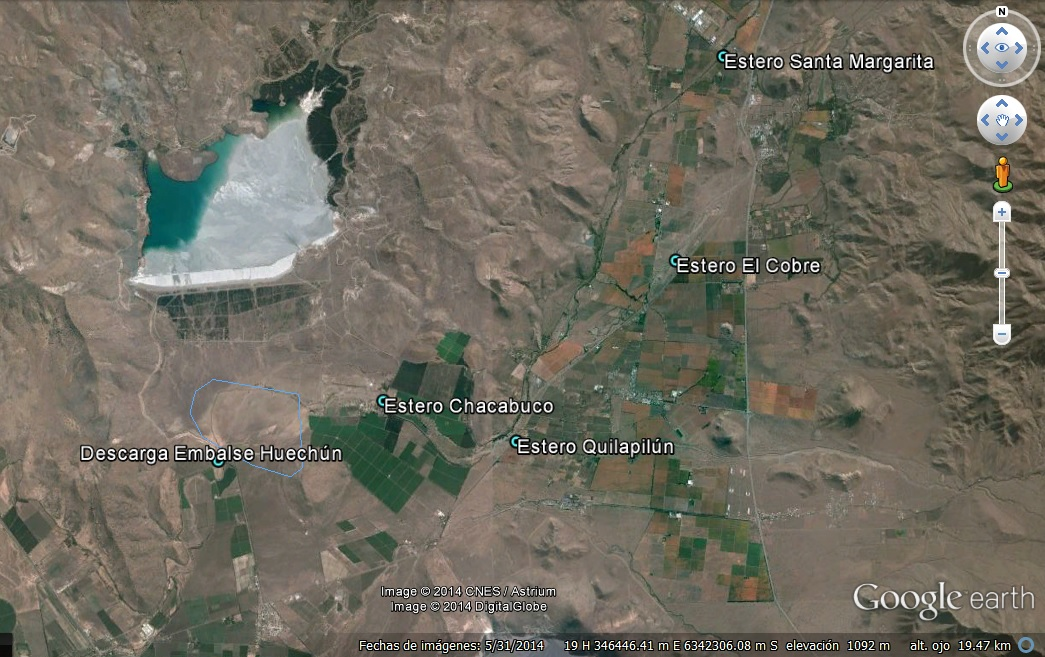 N
Estero Santa Margarita
Estero El Cobre
Estero Chacabuco
Estero Quilapilún
Descarga Embalse Huechún
Image © 2014 CNES / Astrium
Image © 2014 DigitalGlobe
Google earth
Fechas de imágenes: 5/31/2014 19 H 346446.41 m E 6342306.08 m S elevación 1092 m alt. ojo 19.47 km